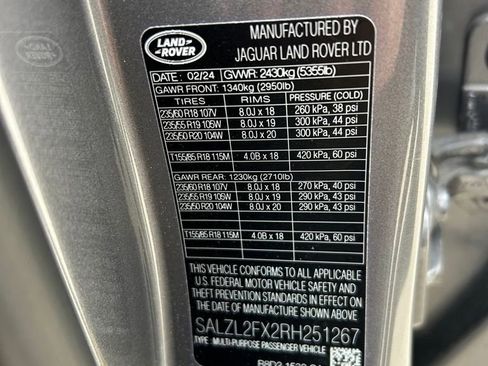 LAND-
ROVER
MANUFACTURED BY
JAGUAR LAND ROVER LTD
DATE: 02/24 GVWR: 2430kg (5355lb)
GAWR FRONT: 1340kg (2950lb)
TIRES RIMS PRESSURE (COLD)
235/60 R18 107V 8.0J x 18 260 kPa, 38 psi
235/55 R19 105W 8.0J x 19 300 kPa, 44 psi
235/50 R20 104W 8.0J x 20 300 kPa, 44 psi
T155/85 R18 115M 4.0B x 18 420 kPa, 60 psi
GAWR REAR: 1230kg (2710lb)
235/60 R18 107V 8.0J x 18 270 kPa, 40 psi
235/55 R19 105W 8.0J x 19 290 kPa, 43 psi
235/50 R20 104W 8.0J x 20 290 kPa, 43 psi
T155/85 R18 115M 4.0B x 18 420 kPa, 60 psi
THIS VEHICLE CONFORMS TO ALL APPLICABLE
U.S. FEDERAL MOTOR VEHICLE SAFETY AND
THEFT PREVENTION STANDARDS IN EFFECT ON THE
DATE OF MANUFACTURE SHOWN ABOVE
SALZL2FX2RH251267
TYPE: MULTI-PURPOSE PASSENGER VEHICLE